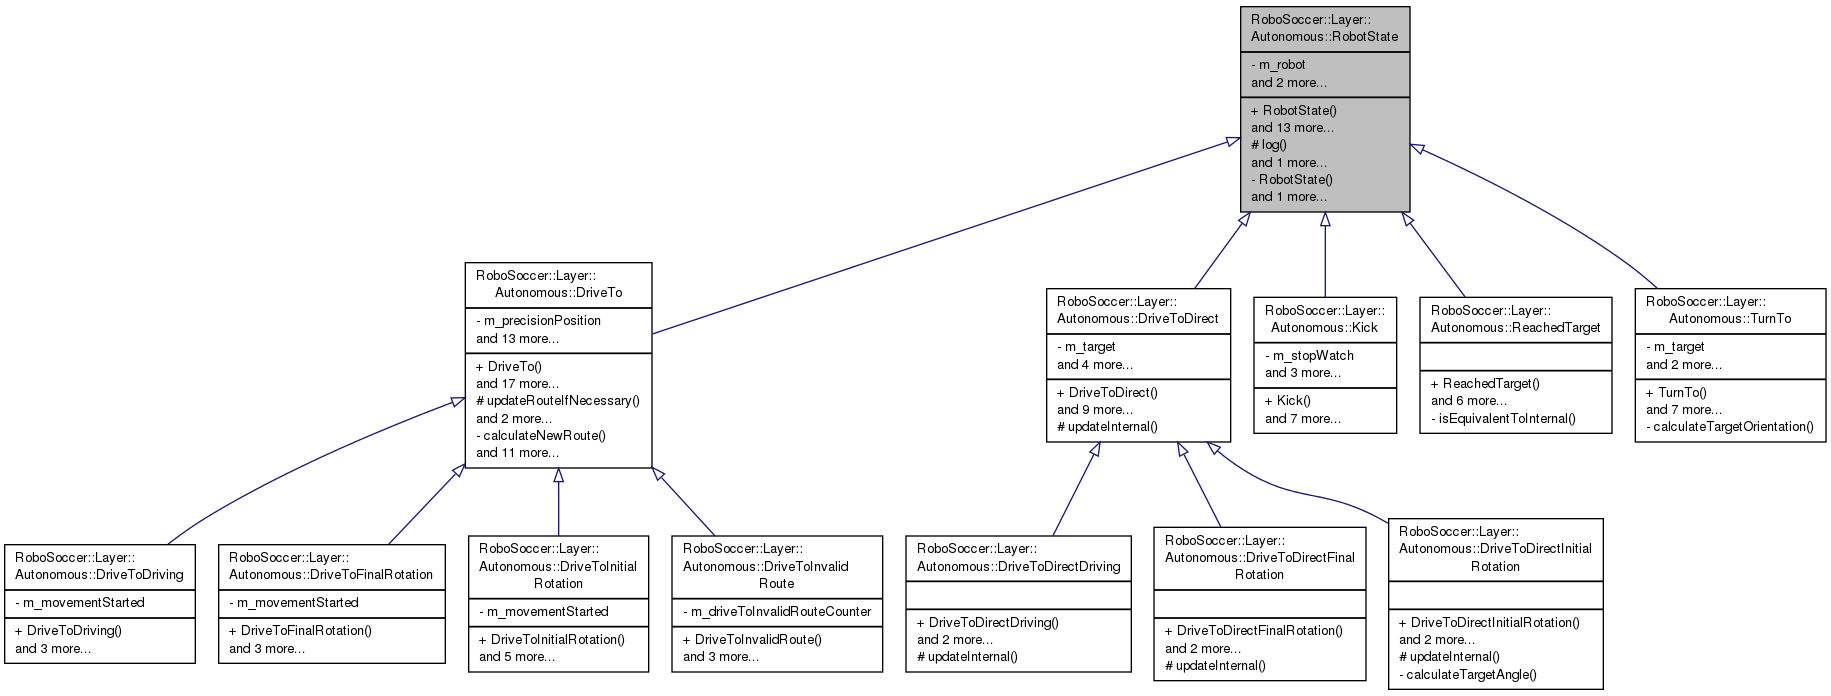 RoboSoccer::Layer::
Autonomous::RobotState
- m_robot
and 2 more...
+ RobotState()
and 13 more...
# log()
and 1 more...
- RobotState()
and 1 more...
RoboSoccer::Layer::
Autonomous::DriveTo
- m_precisionPosition
and 13 more...
+ DriveTo()
and 17 more...
# updateRouteIfNecessary()
and 2 more...
- calculateNewRoute()
and 11 more...
RoboSoccer::Layer::
Autonomous::DriveToDirect
- m_target
and 4 more...
+ DriveToDirect()
and 9 more...
# updateInternal()
RoboSoccer::Layer::
Autonomous::Kick
- m_stopWatch
and 3 more...
+ Kick()
and 7 more...
RoboSoccer::Layer::
Autonomous::ReachedTarget
+ ReachedTarget()
and 6 more...
- isEquivalentToInternal()
RoboSoccer::Layer::
Autonomous::TurnTo
- m_target
and 2 more...
+ TurnTo()
and 7 more...
- calculateTargetOrientation()
RoboSoccer::Layer::
Autonomous::DriveToDriving
- m_movementStarted
+ DriveToDriving()
and 3 more...
RoboSoccer::Layer::
Autonomous::DriveToFinalRotation
- m_movementStarted
+ DriveToFinalRotation()
and 3 more...
RoboSoccer::Layer::
Autonomous::DriveToInitial
Rotation
- m_movementStarted
+ DriveToInitialRotation()
and 5 more...
RoboSoccer::Layer::
Autonomous::DriveToInvalid
Route
- m_driveToInvalidRouteCounter
+ DriveToInvalidRoute()
and 3 more...
RoboSoccer::Layer::
Autonomous::DriveToDirectDriving
+ DriveToDirectDriving()
and 2 more...
# updateInternal()
RoboSoccer::Layer::
Autonomous::DriveToDirectFinal
Rotation
+ DriveToDirectFinalRotation()
and 2 more...
# updateInternal()
RoboSoccer::Layer::
Autonomous::DriveToDirectInitial
Rotation
+ DriveToDirectInitialRotation()
and 2 more...
# updateInternal()
- calculateTargetAngle()